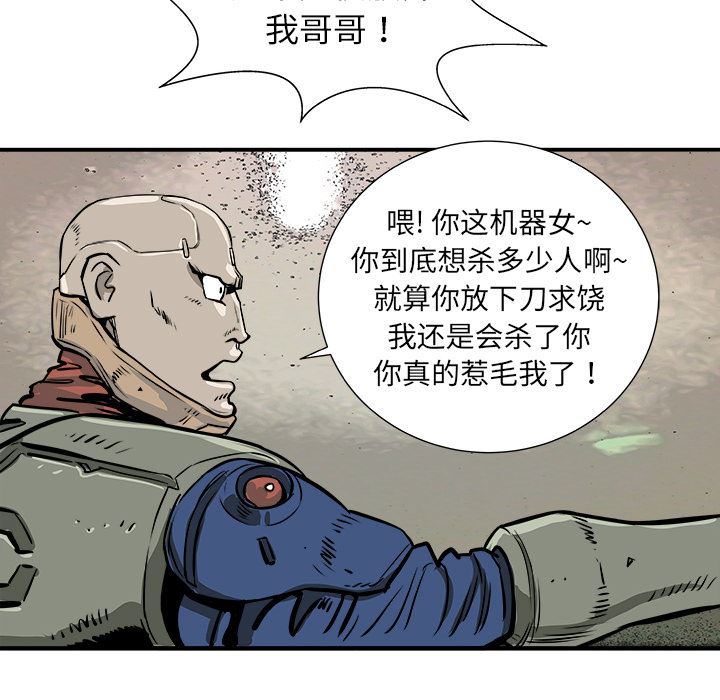 我哥哥！
喂! 你这机器女~
你到底想杀多少人啊~
就算你放下刀求饶
我还是会杀了你
你真的惹毛我了！